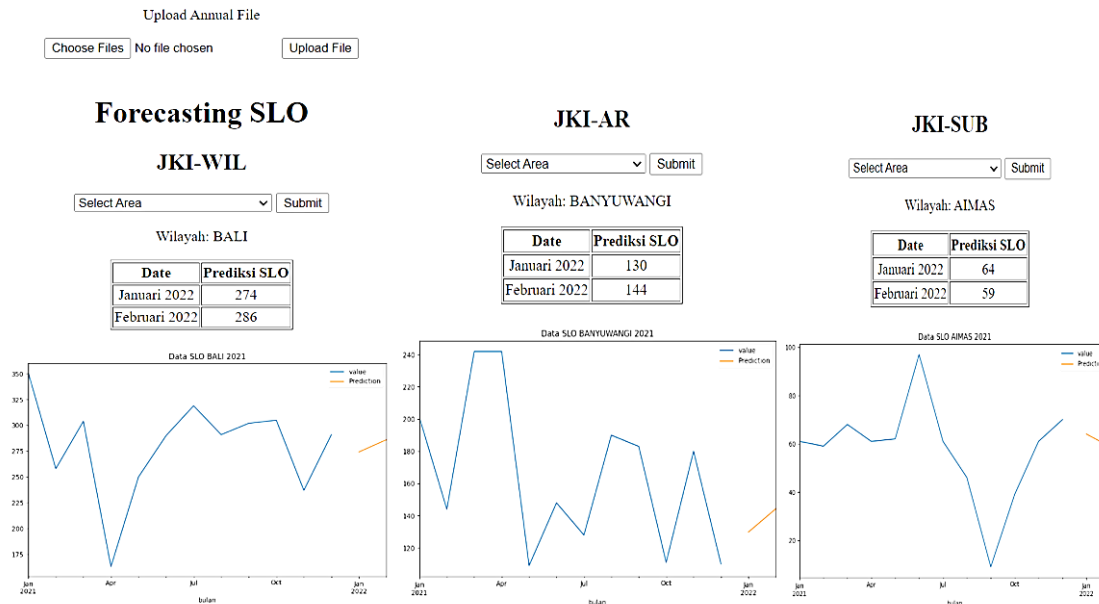 Upload Annual File
Choose Files No file chosen Upload File
Forecasting SLO
JKI-WIL
Select Area Submit
Wilayah: BALI
Date Prediksi SLO
Januari 2022 274
Februari 2022 286
Data SLO BALI 2021
value
Prediction
350
325
300
275
250
225
200
175
Jan Apr Jul Oct Jan
2021 2022
bulan
JKI-AR
Select Area Submit
Wilayah: BANYUWANGI
Date Prediksi SLO
Januari 2022 130
Februari 2022 144
Data SLO BANYUWANGI 2021
value
Prediction
240
220
200
180
160
140
120
Jan Apr Jul Oct Jan
2021 2022
bulan
JKI-SUB
Select Area Submit
Wilayah: AIMAS
Date Prediksi SLO
Januari 2022 64
Februari 2022 59
Data SLO AIMAS 2021
value
Prediction
100
80
60
40
20
Jan Apr Jul Oct Jan
2021 2022
bulan